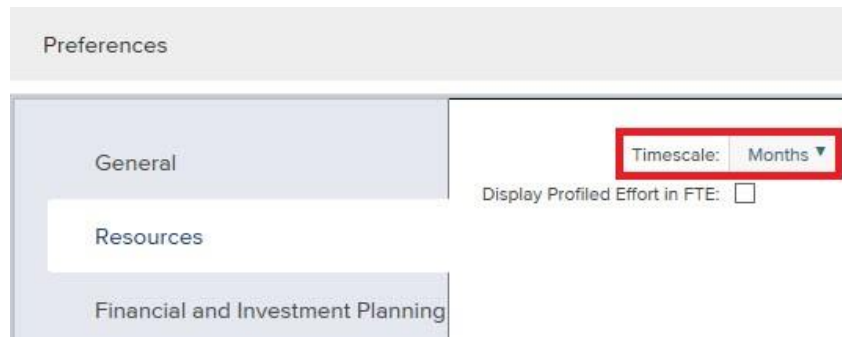 Preferences
General
Timescale: Months
Display Profiled Effort in FTE:
Resources
Financial and Investment Planning